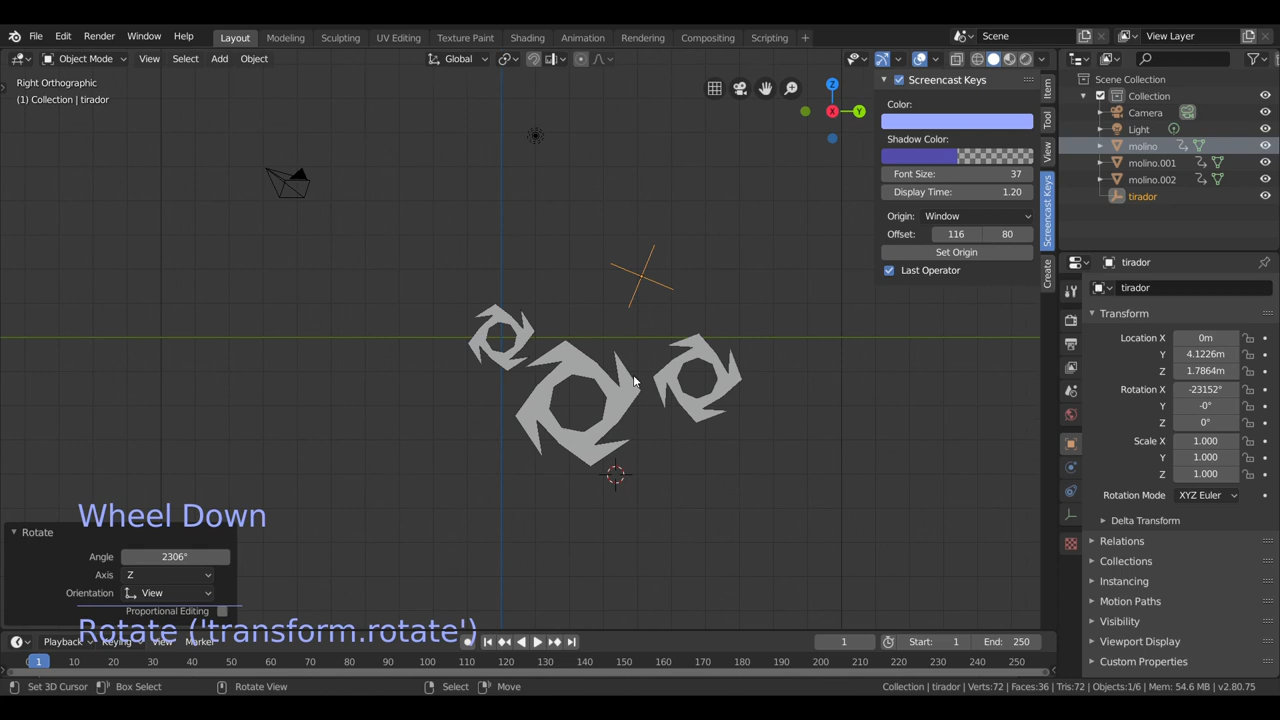 File Edit Render Window Help
Layout Modeling Sculpting UV Editing Texture Paint Shading Animation Rendering Compositing Scripting +
Scene
View Layer
Object Mode View Select Add Object
Global
Right Orthographic
(1) Collection | tirador
Z
X
Y
Screencast Keys
Color:
Shadow Color:
Font Size: 37
Display Time: 1.20
Origin: Window
Offset: 116 80
Set Origin
Last Operator
Item
Tool
View
Screencast Keys
Create
Scene Collection
Collection
Camera
Light
molino
molino.001
molino.002
tirador
tirador
tirador
Transform
Location X 0m
Y 4.1226m
Z 1.7864m
Rotation X -23152°
Y -0°
Z 0°
Scale X 1.000
Y 1.000
Z 1.000
Rotation Mode XYZ Euler
Delta Transform
Relations
Collections
Instancing
Motion Paths
Visibility
Viewport Display
Custom Properties
Wheel Down
Rotate
Angle 2306°
Axis Z
Orientation View
Proportional Editing
Rotate ('transform.rotate')
Playback Keying View Marker
1
Start: 1
End: 250
1 10 20 30 40 50 60 70 80 90 100 110 120 130 140 150 160 170 180 190 200 210 220 230 240 250
Set 3D Cursor Box Select Rotate View Select Move
Collection | tirador | Verts:72 | Faces:36 | Tris:72 | Objects:1/6 | Mem: 54.6 MB | v2.80.75